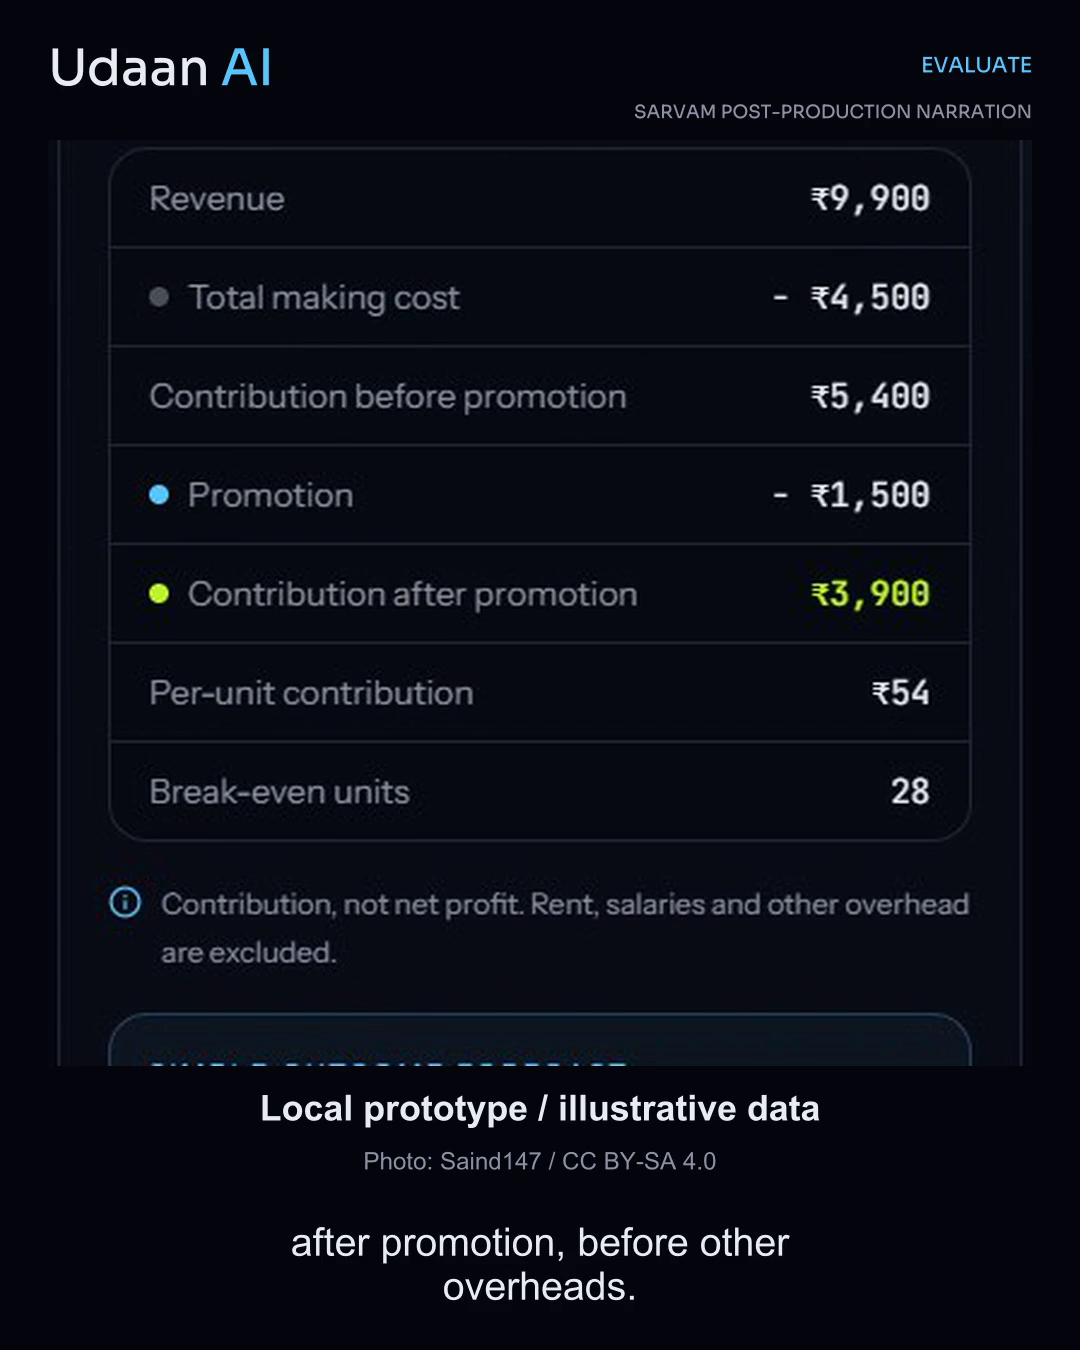 Udaan AI
EVALUATE
SARVAM POST-PRODUCTION NARRATION
Revenue ₹9,900
Total making cost - ₹4,500
Contribution before promotion ₹5,400
Promotion - ₹1,500
Contribution after promotion ₹3,900
Per-unit contribution ₹54
Break-even units 28
Contribution, not net profit. Rent, salaries and other overhead
are excluded.
Local prototype / illustrative data
Photo: Saind147 / CC BY-SA 4.0
after promotion, before other
overheads.